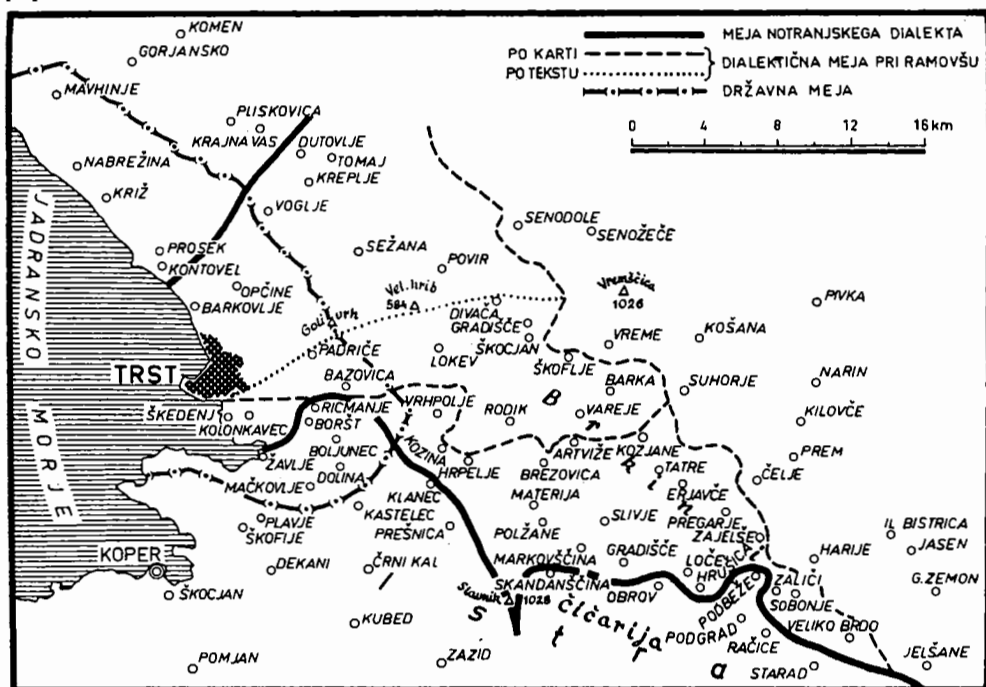 MEJA NOTRANJSKEGA DIALEKTA
PO KARTI
PO TEKSTU
DIALEKTIČNA MEJA PRI RAMOVŠU
DRŽAVNA MEJA
0 4 8 12 16 km
KOMEN
GORJANSKO
MAVHINJE
PLISKOVICA
KRAJNA VAS
DUTOVLJE
TOMAJ
NABREŽINA
KREPLJE
KRIŽ
VOGLJE
SENODOLE
SENOŽEČE
JADRANSKO
MORJE
PROSEK
SEŽANA
KONTOVEL
POVIR
OPČINE
Vel. hrib
584
Vremščica
1026
BARKOVLJE
DIVAČA
PIVKA
Goli vrh
GRADIŠČE
ŠKOCJAN
VREME
KOŠANA
PADRIČE
LOKEV
ŠKOFLJE
TRST
BAZOVICA
BARKA
SUHORJE
NARIN
ŠKEDENJ
KOLONKAVEC
RICMANJE
VRHPOLJE
RODIK
VAREJE
KILOVČE
BORŠT
BOLJUNEC
KOZINA
ARTVIŽE
KOZJANE
PREM
ŽAVLJE
HRPELJE
BREZOVICA
TATRE
ČELJE
Brkini
MAČKOVLJE
DOLINA
KLANEC
MATERIJA
ERJAVČE
PLAVJE
KASTELEC
PREŠNICA
POLŽANE
SLIVJE
PREGARJE
IL BISTRICA
ŠKOFIJE
ZAJELŠE
JASEN
KOPER
DEKANI
ČRNI KAL
MARKOVŠČINA
GRADIŠČE
LOČE
HRUŠICA
HARIJE
SKANDANŠČINA
OBROV
PODBEŽE
ZALIČI
G. ZEMON
ŠKOCJAN
Slavnik
1028
SOBONJE
Čičarija
KUBED
PODGRAD
VELIKO BRDO
RAČICE
POMJAN
ZAZID
Istra
STARAD
JELŠANE